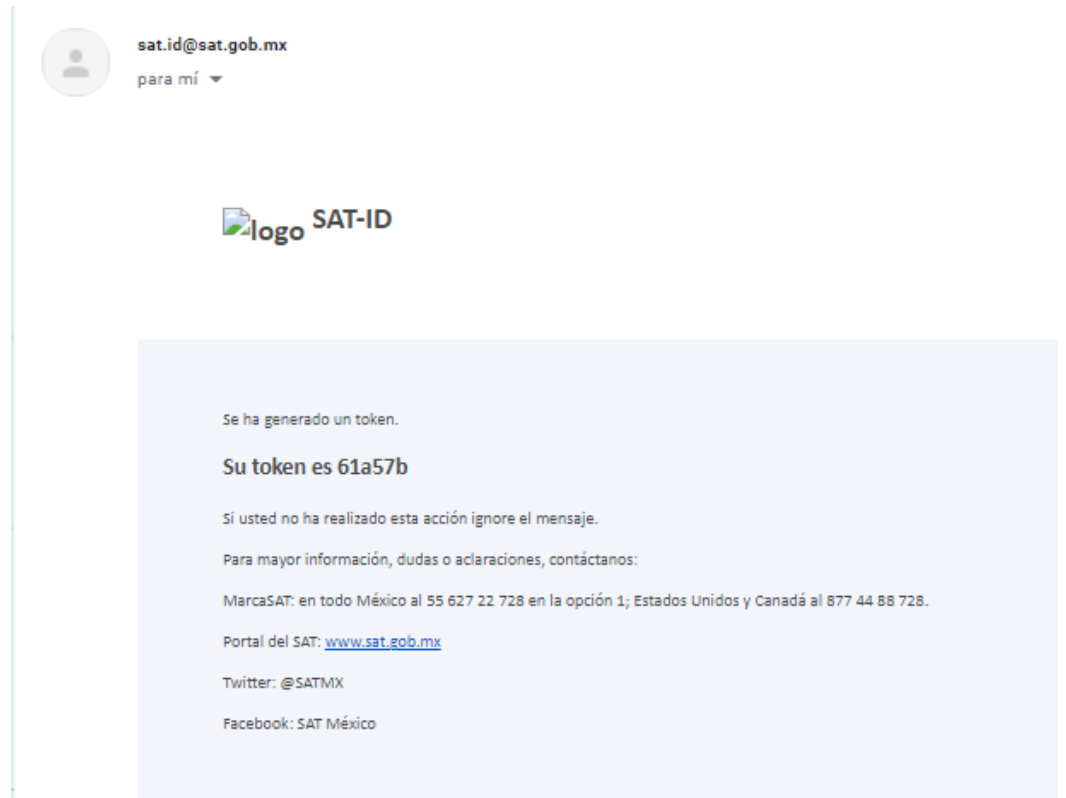 sat.id@sat.gob.mx
para mí
logo SAT-ID
Se ha generado un token.
Su token es 61a57b
Si usted no ha realizado esta acción ignore el mensaje.
Para mayor información, dudas o aclaraciones, contáctanos:
MarcaSAT: en todo México al 55 627 22 728 en la opción 1; Estados Unidos y Canadá al 877 44 88 728.
Portal del SAT: www.sat.gob.mx
Twitter: @SATMX
Facebook: SAT México